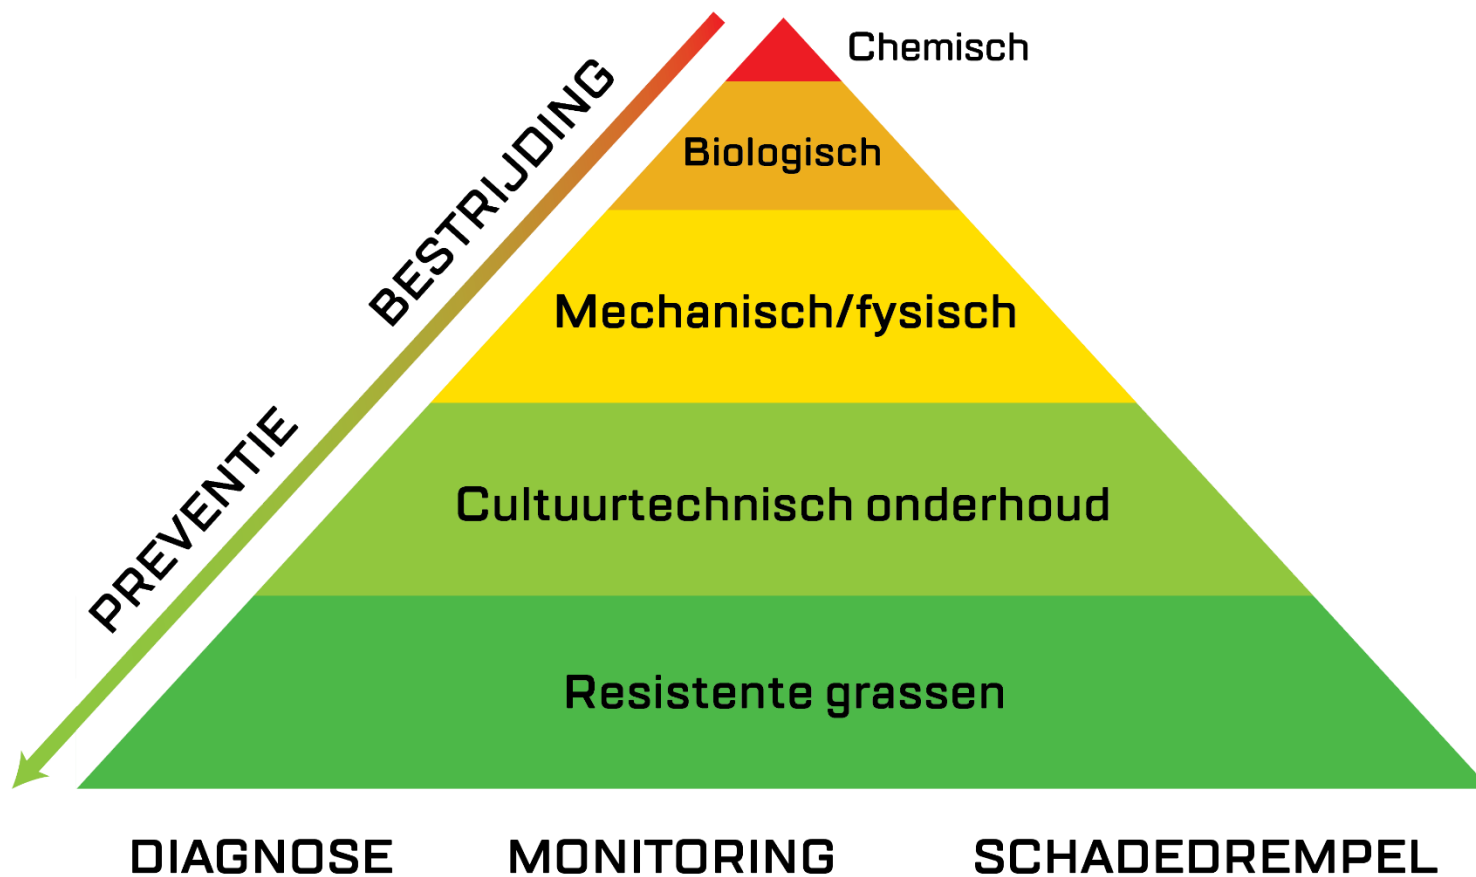 Chemisch
BESTRIJDING
Biologisch
Mechanisch/fysisch
PREVENTIE
Cultuurtechnisch onderhoud
Resistente grassen
DIAGNOSE MONITORING SCHADEDREMPEL